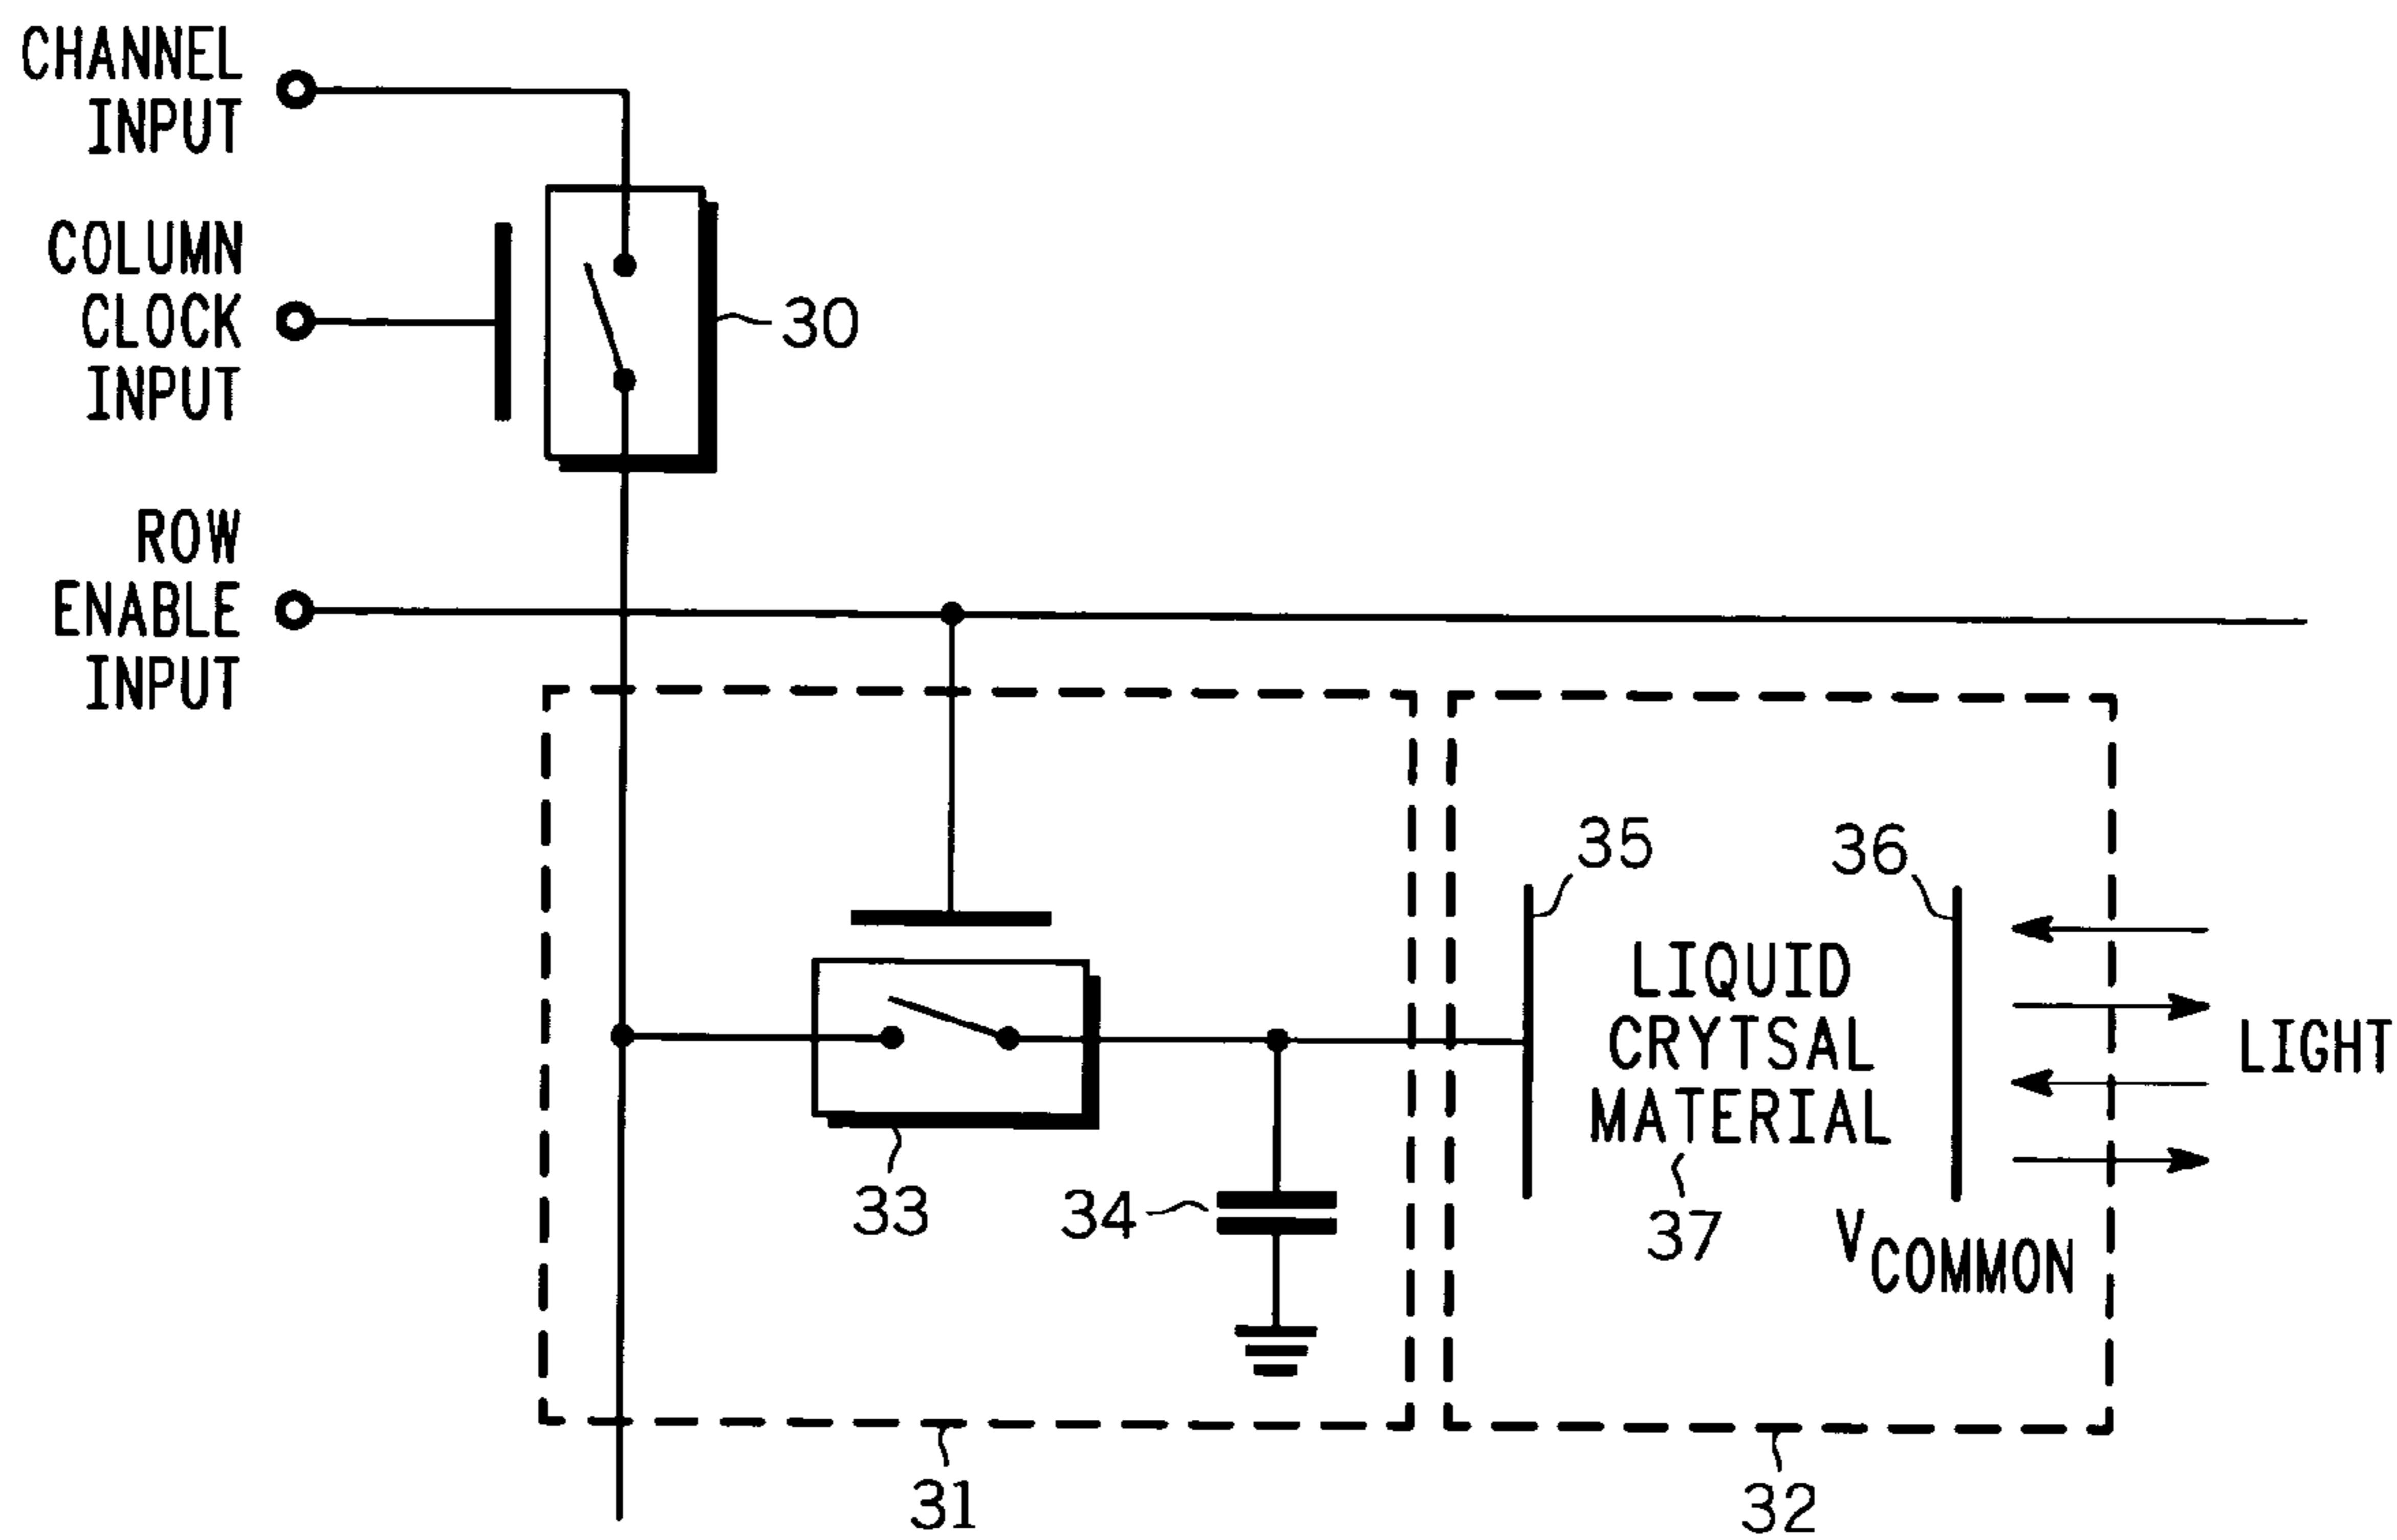 CHANNEL
INPUT
COLUMN
CLOCK
INPUT
30
ROW
ENABLE
INPUT
35
36
LIQUID
CRYTSAL
MATERIAL
LIGHT
33
34
37
VCOMMON
31
32